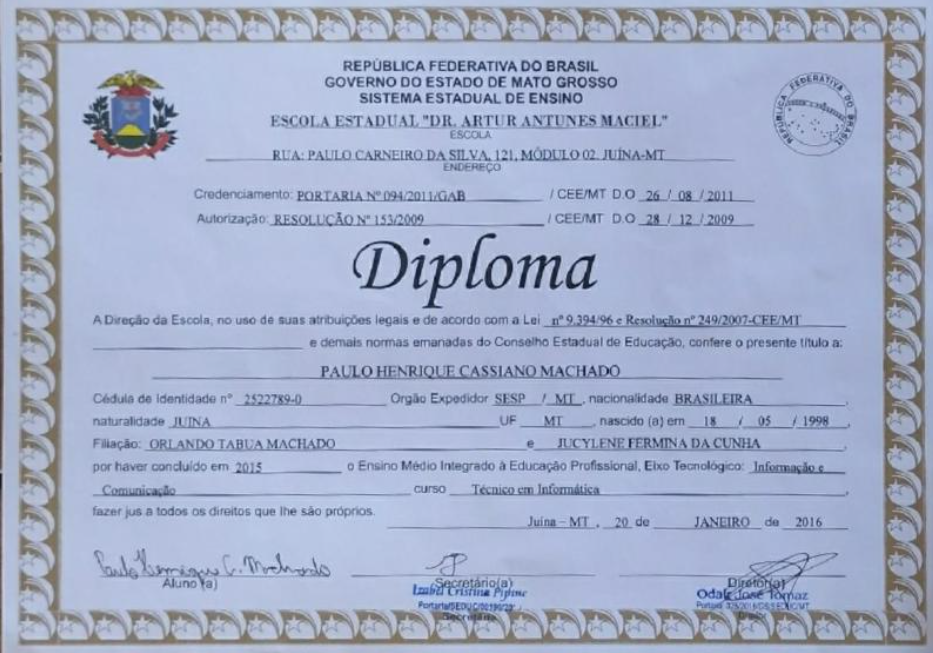 REPÚBLICA FEDERATIVA DO BRASIL
GOVERNO DO ESTADO DE MATO GROSSO
SISTEMA ESTADUAL DE ENSINO
ESCOLA ESTADUAL "DR. ARTUR ANTUNES MACIEL"
ESCOLA
RUA: PAULO CARNEIRO DA SILVA, 121, MÓDULO 02. JUÍNA-MT
ENDEREÇO
REPÚBLICA FEDERATIVA DO BRASIL
Credenciamento: PORTARIA Nº 094/2011/GAB / CEE/MT D.O 26 / 08 / 2011
Autorização: RESOLUÇÃO Nº 153/2009 / CEE/MT D.O 28 / 12 / 2009
Diploma
A Direção da Escola, no uso de suas atribuições legais e de acordo com a Lei nº 9.394/96 e Resolução nº 249/2007-CEE/MT
e demais normas emanadas do Conselho Estadual de Educação, confere o presente título a:
PAULO HENRIQUE CASSIANO MACHADO
Cédula de Identidade nº 2522789-0 Orgão Expedidor SESP / MT, nacionalidade BRASILEIRA,
naturalidade JUINA UF MT, nascido (a) em 18 / 05 / 1998,
Filiação: ORLANDO TABUA MACHADO e JUCYLENE FERMINA DA CUNHA
por haver concluído em 2015 o Ensino Médio Integrado à Educação Profissional, Eixo Tecnológico: Informação e
Comunicação curso Técnico em Informática,
fazer jus a todos os direitos que lhe são próprios.
Juína – MT, 20 de JANEIRO de 2016
Paulo Henrique C. Machado
Aluno (a)
Secretário(a)
Izabel Cristina
Secretária
Diretor(a)
Odair José Tomaz